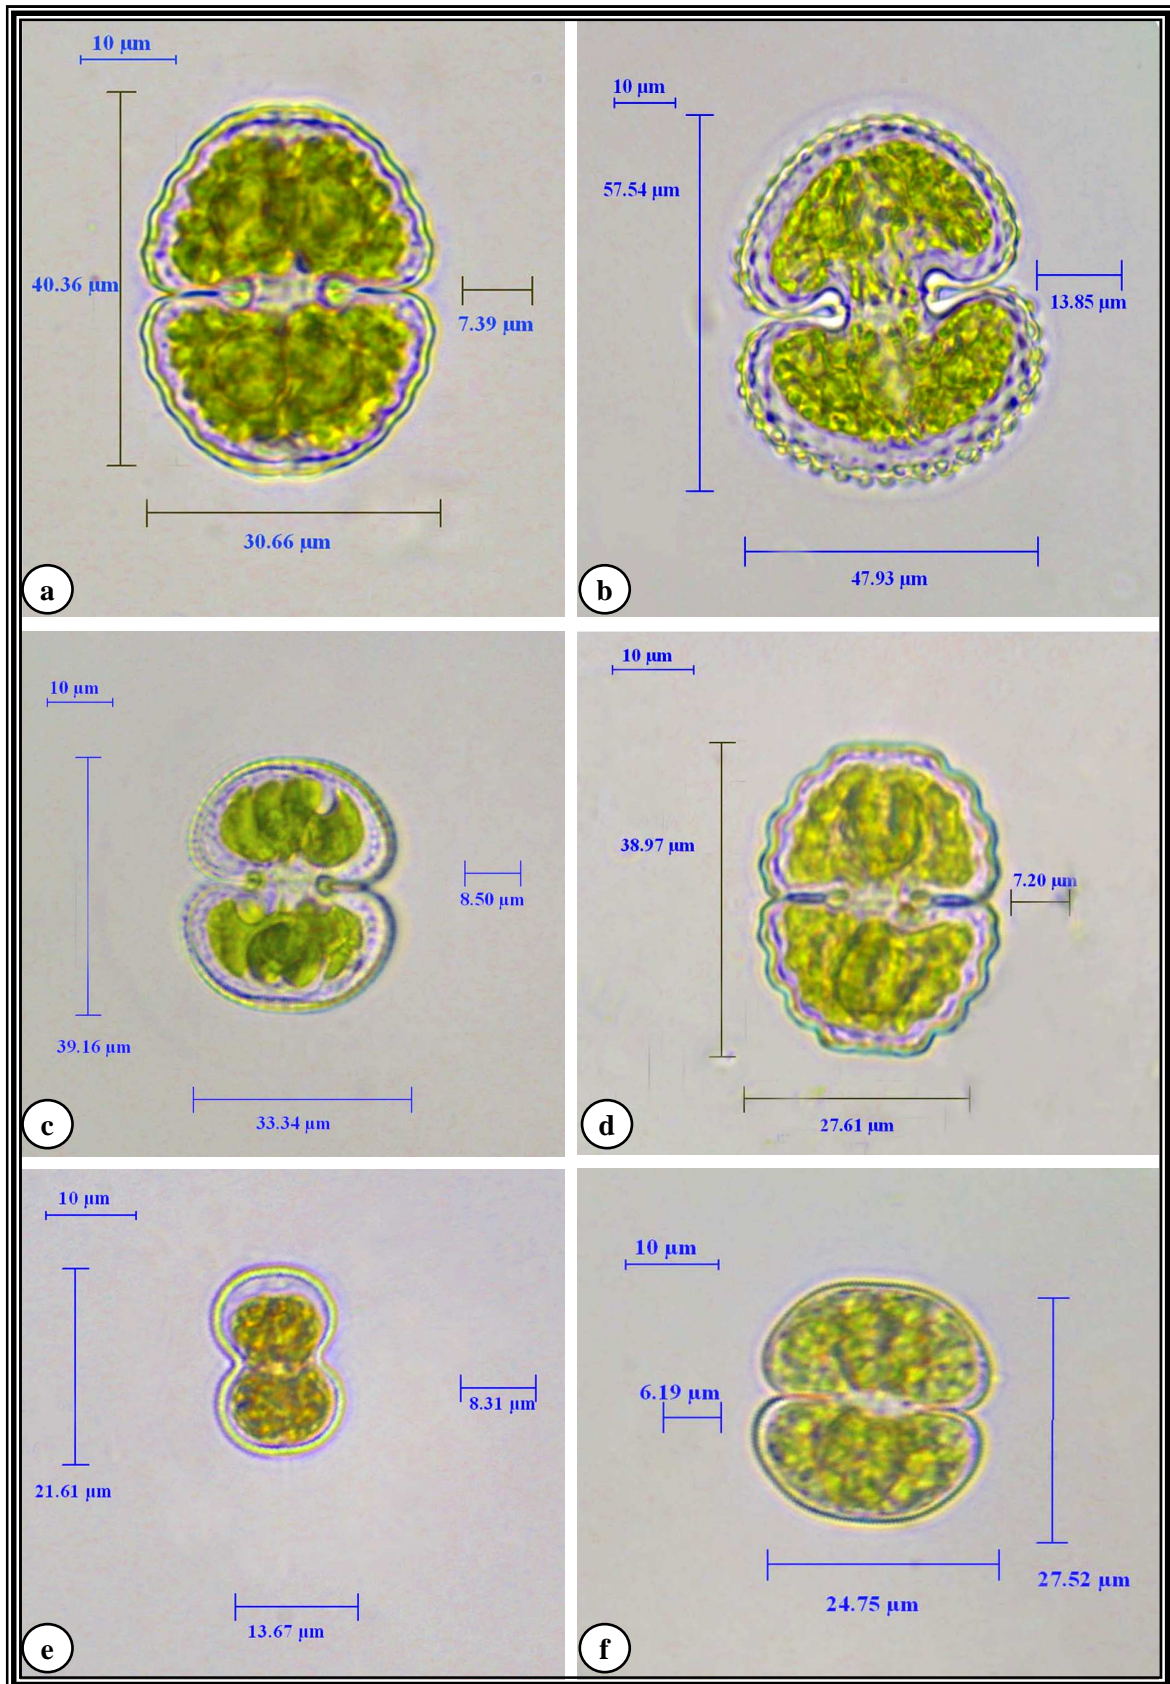 10 µm
40.36 µm
7.39 µm
30.66 µm
a
10 µm
57.54 µm
13.85 µm
47.93 µm
b
10 µm
8.50 µm
39.16 µm
33.34 µm
c
10 µm
38.97 µm
7.20 µm
27.61 µm
d
10 µm
8.31 µm
21.61 µm
13.67 µm
e
10 µm
6.19 µm
27.52 µm
24.75 µm
f